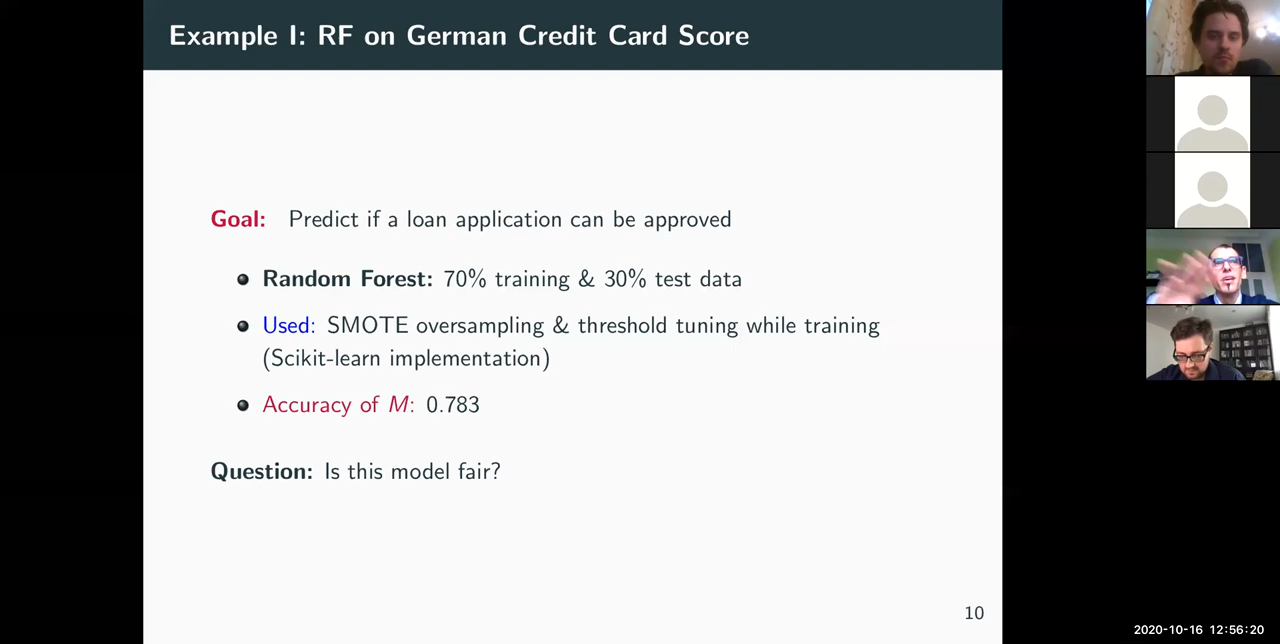 Example I: RF on German Credit Card Score
Goal: Predict if a loan application can be approved
Random Forest: 70% training & 30% test data
Used: SMOTE oversampling & threshold tuning while training
(Scikit-learn implementation)
Accuracy of M: 0.783
Question: Is this model fair?
10
2020-10-16 12:56:20